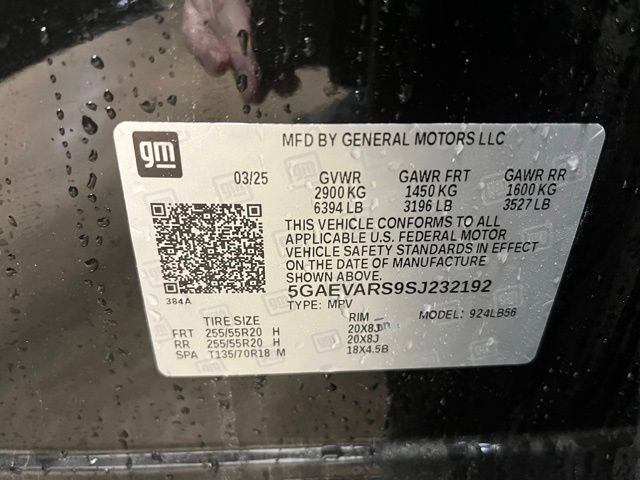 gm
MFD BY GENERAL MOTORS LLC
03/25 GVWR GAWR FRT GAWR RR
2900 KG 1450 KG 1600 KG
6394 LB 3196 LB 3527 LB
THIS VEHICLE CONFORMS TO ALL
APPLICABLE U.S. FEDERAL MOTOR
VEHICLE SAFETY STANDARDS IN EFFECT
ON THE DATE OF MANUFACTURE
SHOWN ABOVE.
384A
5GAEVARS9SJ232192
TYPE: MPV MODEL: 924LB56
TIRE SIZE RIM
FRT 255/55R20 H 20X8J
RR 255/55R20 H 20X8J
SPA T135/70R18 M 18X4.5B